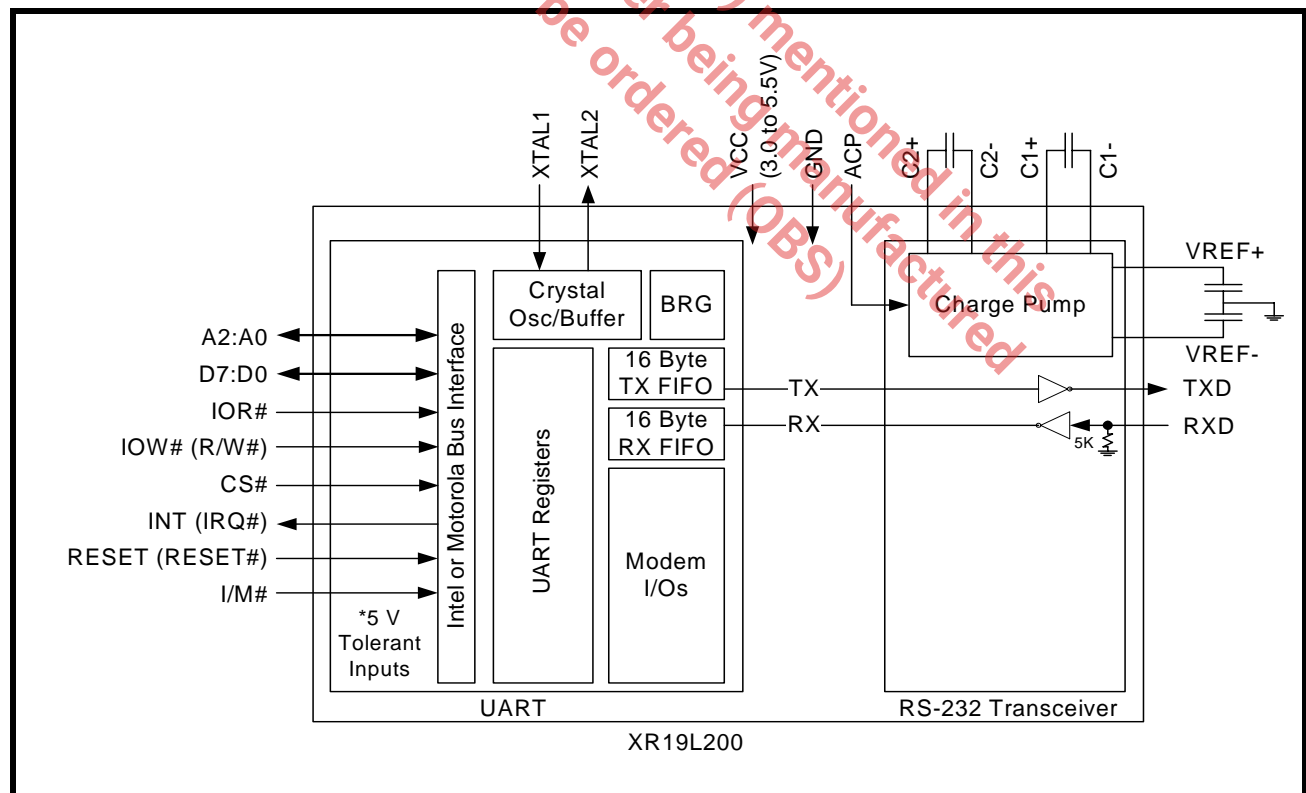 ) mentioned in this
er being manufactured
be ordered (OBS)
XTAL1
XTAL2
VCC
(3.0 to 5.5V)
GND
ACP
C2+
C2-
C1+
C1-
A2:A0
D7:D0
IOR#
IOW# (R/W#)
CS#
INT (IRQ#)
RESET (RESET#)
I/M#
*5 V
Tolerant
Inputs
Intel or Motorola Bus Interface
Crystal
Osc/Buffer
BRG
UART Registers
16 Byte
TX FIFO
16 Byte
RX FIFO
Modem
I/Os
TX
RX
Charge Pump
5K
VREF+
VREF-
TXD
RXD
UART
RS-232 Transceiver
XR19L200